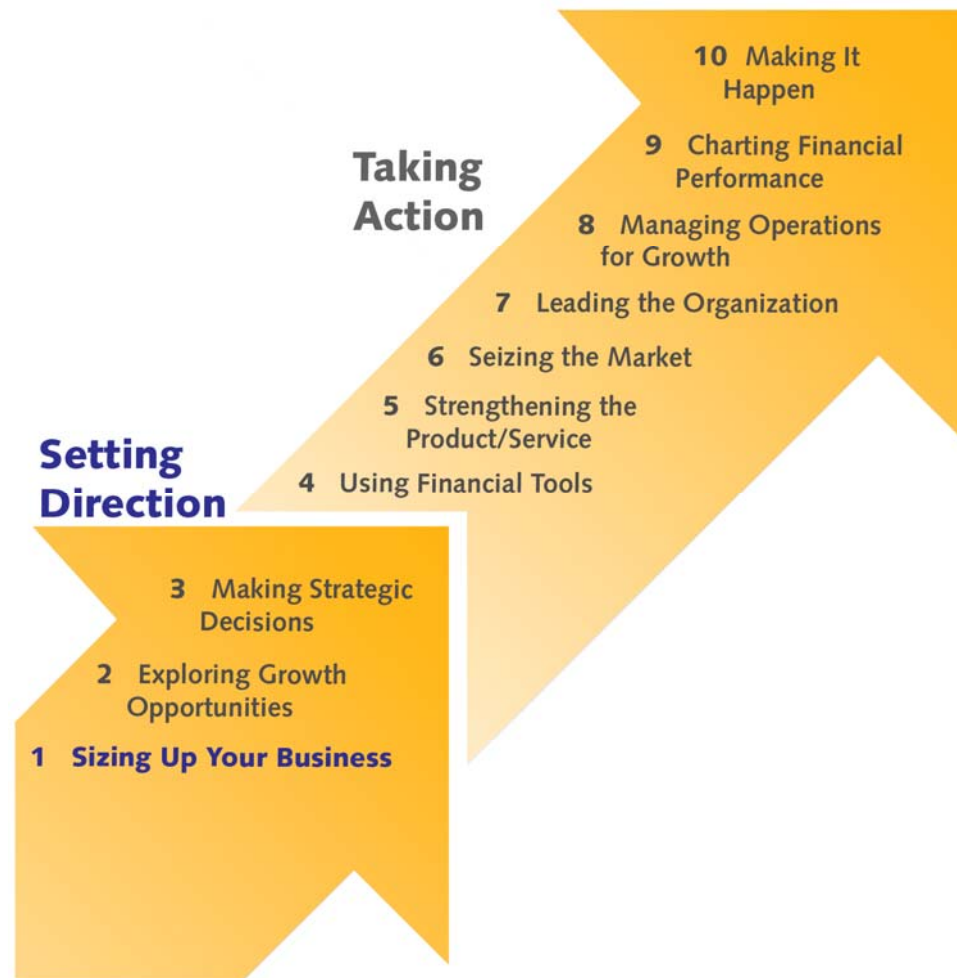 10 Making It
Happen
9 Charting Financial
Performance
Taking
Action
8 Managing Operations
for Growth
7 Leading the Organization
6 Seizing the Market
5 Strengthening the
Product/Service
4 Using Financial Tools
Setting
Direction
3 Making Strategic
Decisions
2 Exploring Growth
Opportunities
1 Sizing Up Your Business